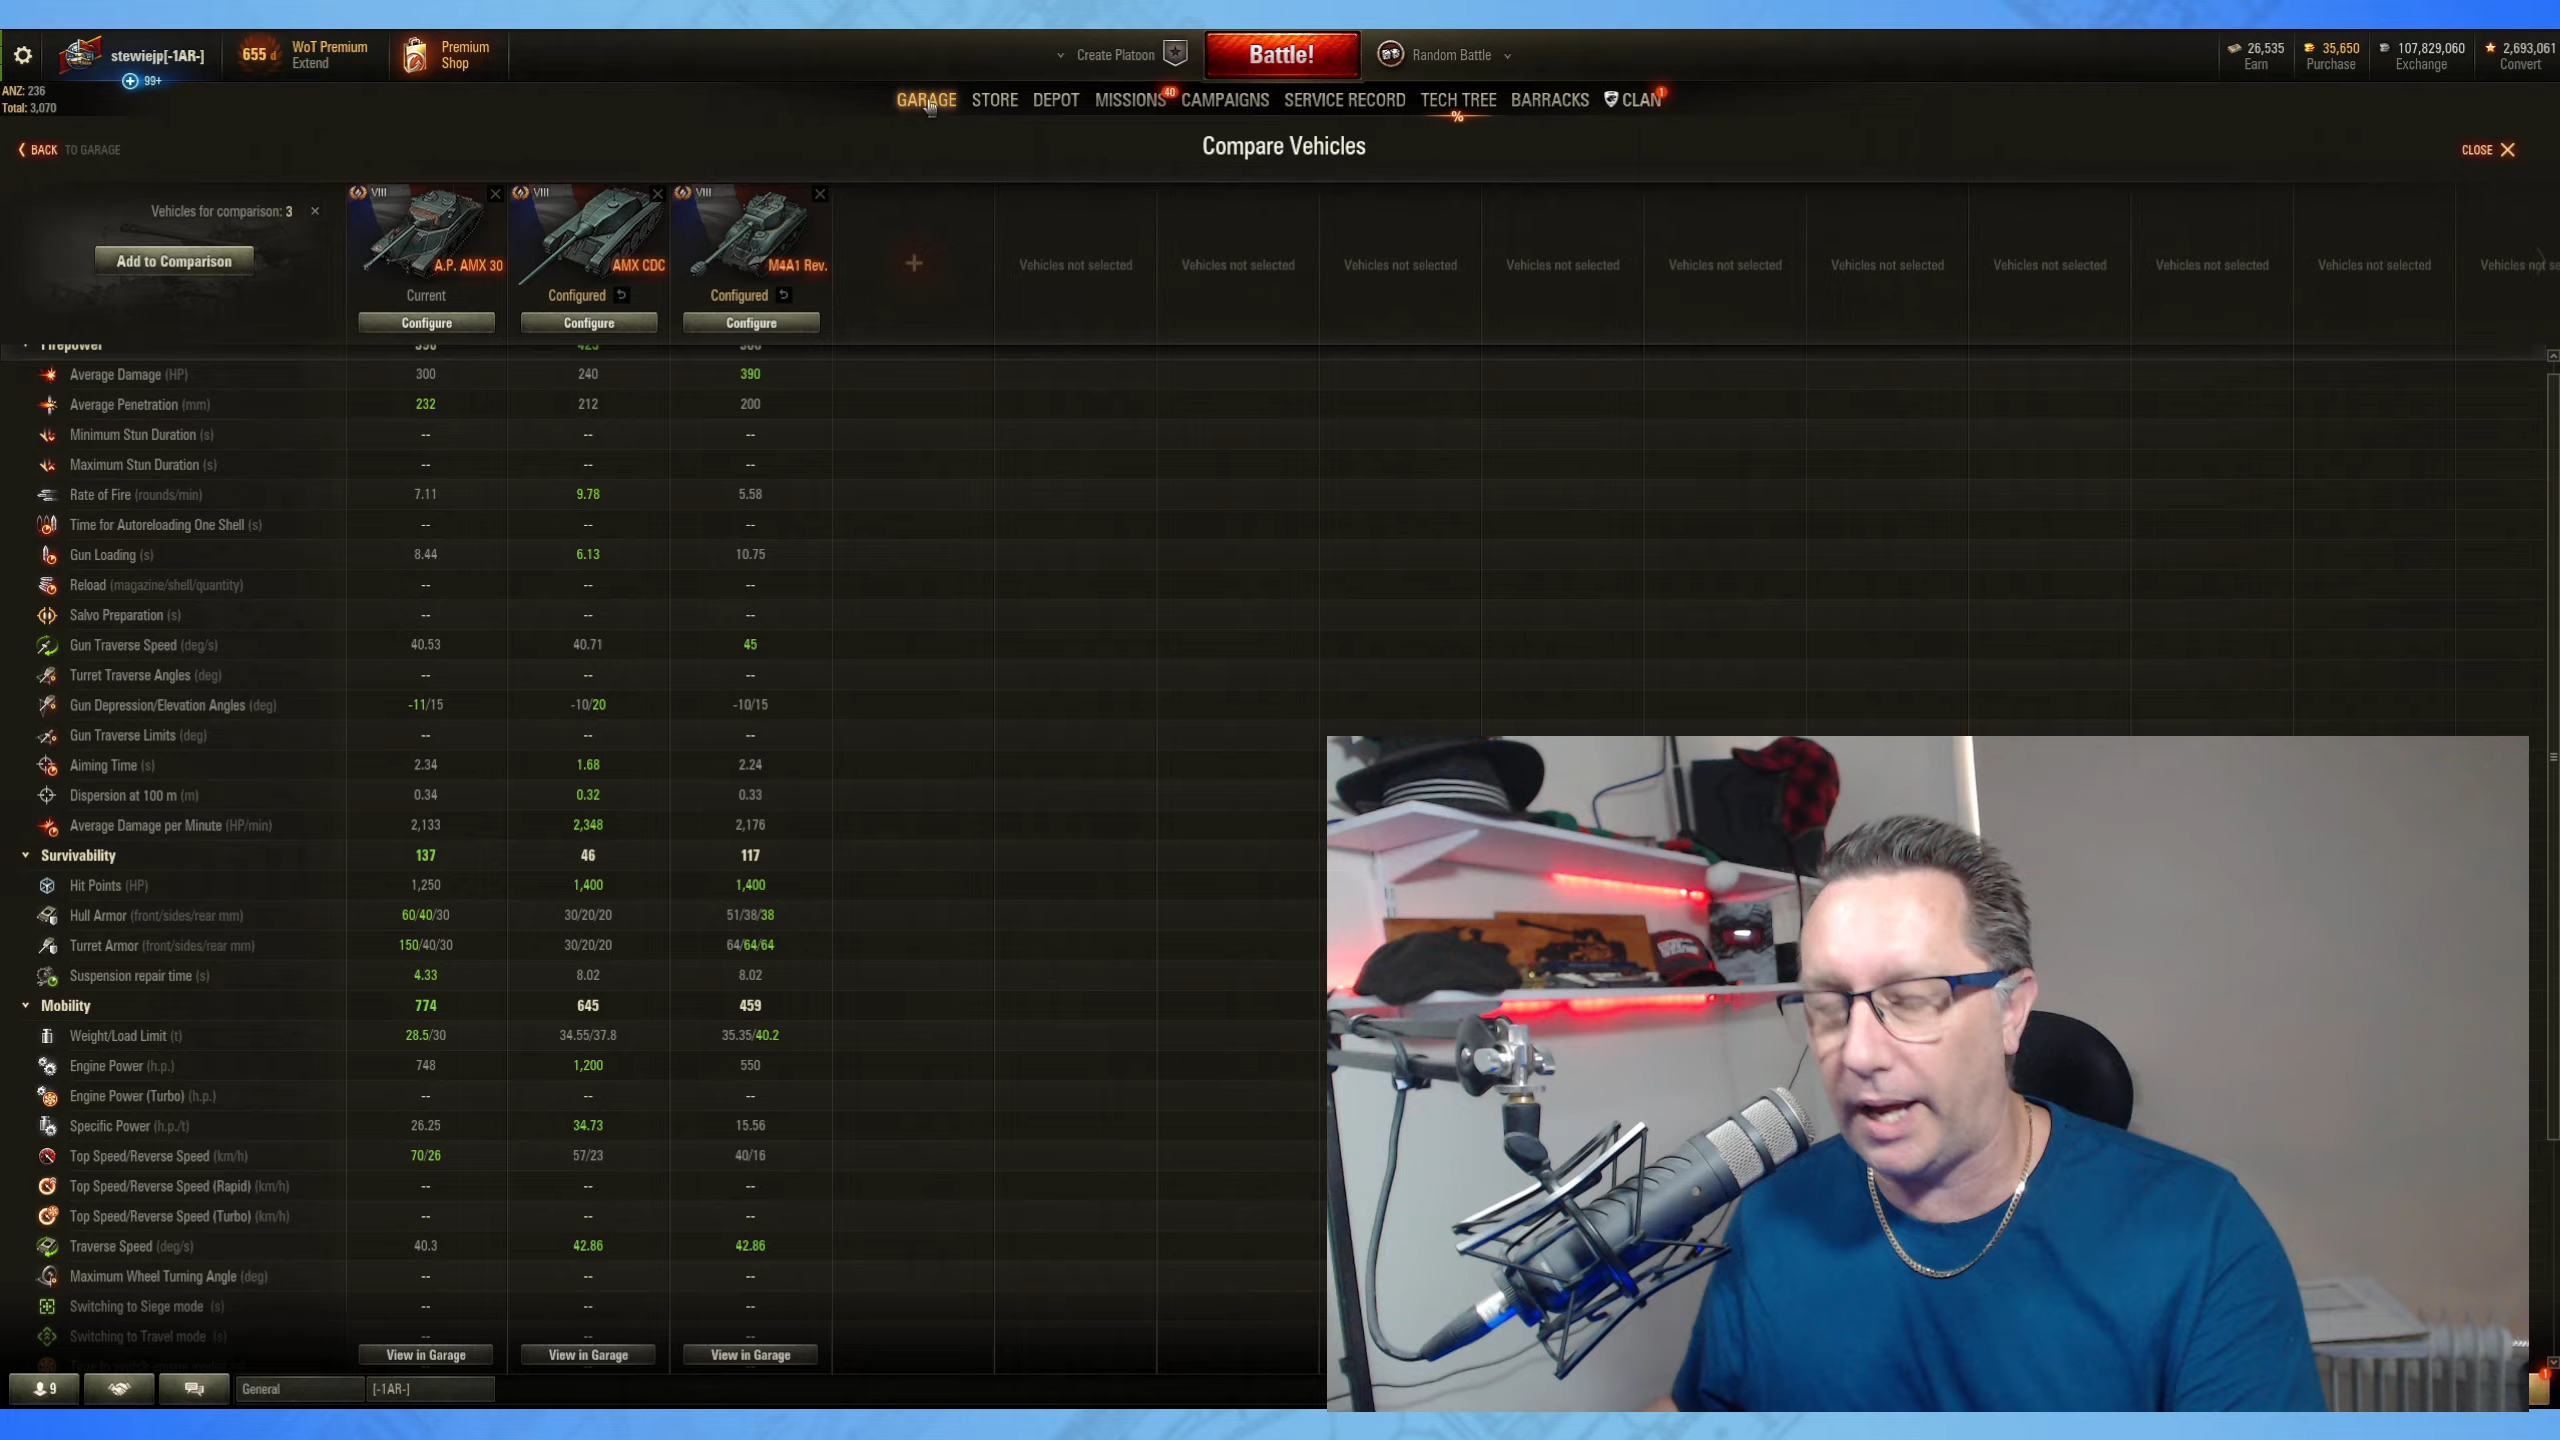 stewiejp[-1AR-]
99+
655 d
WoT Premium
Extend
Premium
Shop
Create Platoon
Battle!
Random Battle
26,535
Earn
35,650
Purchase
107,829,060
Exchange
2,693,061
Convert
ANZ: 236
Total: 3,070
GARAGE STORE DEPOT MISSIONS 40 CAMPAIGNS SERVICE RECORD TECH TREE BARRACKS CLAN 1
%
BACK TO GARAGE
Compare Vehicles
CLOSE
Vehicles for comparison: 3
Add to Comparison
VIII
A.P. AMX 30
Current
Configure
VIII
AMX CDC
Configured
Configure
VIII
M4A1 Rev.
Configured
Configure
+
Vehicles not selected
Vehicles not selected
Vehicles not selected
Vehicles not selected
Vehicles not selected
Vehicles not selected
Vehicles not selected
Vehicles not selected
Vehicles not selected
Vehicles not se
Firepower
Average Damage (HP) 300 240 390
Average Penetration (mm) 232 212 200
Minimum Stun Duration (s) -- -- --
Maximum Stun Duration (s) -- -- --
Rate of Fire (rounds/min) 7.11 9.78 5.58
Time for Autoreloading One Shell (s) -- -- --
Gun Loading (s) 8.44 6.13 10.75
Reload (magazine/shell/quantity) -- -- --
Salvo Preparation (s) -- -- --
Gun Traverse Speed (deg/s) 40.53 40.71 45
Turret Traverse Angles (deg) -- -- --
Gun Depression/Elevation Angles (deg) -11/15 -10/20 -10/15
Gun Traverse Limits (deg) -- -- --
Aiming Time (s) 2.34 1.68 2.24
Dispersion at 100 m (m) 0.34 0.32 0.33
Average Damage per Minute (HP/min) 2,133 2,348 2,176
Survivability 137 46 117
Hit Points (HP) 1,250 1,400 1,400
Hull Armor (front/sides/rear mm) 60/40/30 30/20/20 51/38/38
Turret Armor (front/sides/rear mm) 150/40/30 30/20/20 64/64/64
Suspension repair time (s) 4.33 8.02 8.02
Mobility 774 645 459
Weight/Load Limit (t) 28.5/30 34.55/37.8 35.35/40.2
Engine Power (h.p.) 748 1,200 550
Engine Power (Turbo) (h.p.) -- -- --
Specific Power (h.p./t) 26.25 34.73 15.56
Top Speed/Reverse Speed (km/h) 70/26 57/23 40/16
Top Speed/Reverse Speed (Rapid) (km/h) -- -- --
Top Speed/Reverse Speed (Turbo) (km/h) -- -- --
Traverse Speed (deg/s) 40.3 42.86 42.86
Maximum Wheel Turning Angle (deg) -- -- --
Switching to Siege mode (s) -- -- --
Switching to Travel mode (s) -- -- --
View in Garage View in Garage View in Garage
9
General
[-1AR-]
1